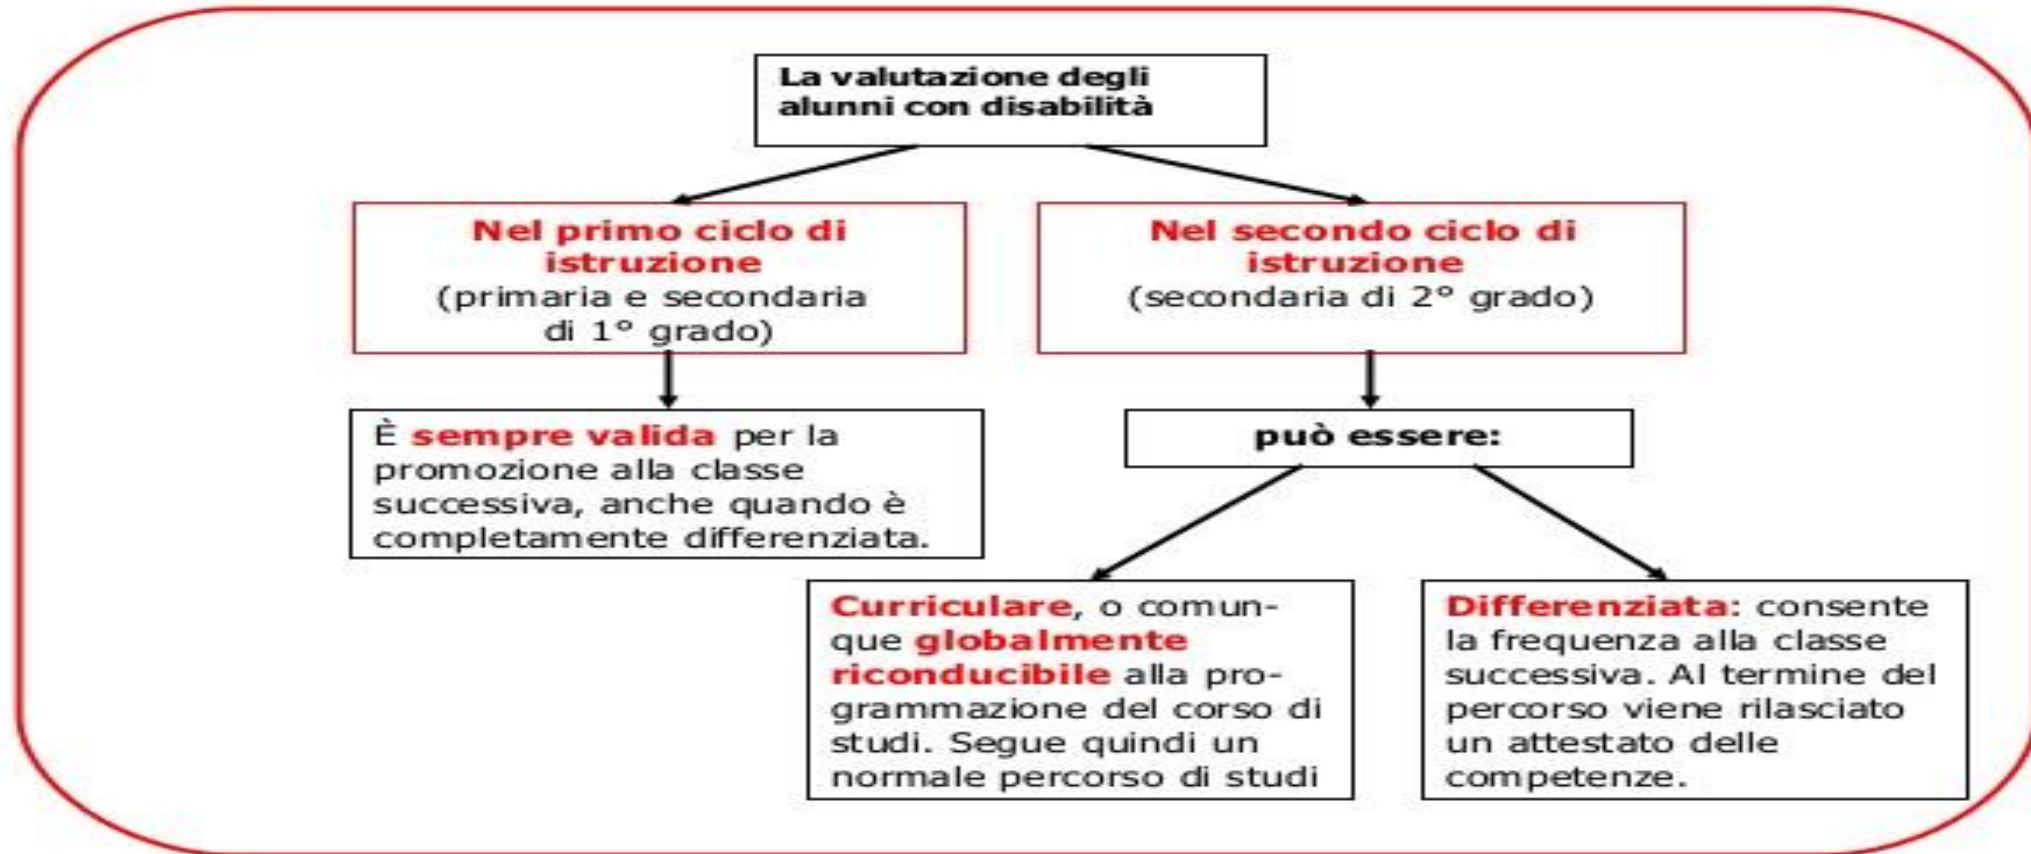 La valutazione degli
alunni con disabilità
Nel primo ciclo di
istruzione
(primaria e secondaria
di 1° grado)
Nel secondo ciclo di
istruzione
(secondaria di 2° grado)
È sempre valida per la
promozione alla classe
successiva, anche quando è
completamente differenziata.
può essere:
Curriculare, o comun-
que globalmente
riconducibile alla pro-
grammazione del corso di
studi. Segue quindi un
normale percorso di studi
Differenziata: consente
la frequenza alla classe
successiva. Al termine del
percorso viene rilasciato
un attestato delle
competenze.